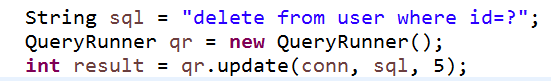 String sql = "delete from user where id=?";
QueryRunner qr = new QueryRunner();
int result = qr.update(conn, sql, 5);